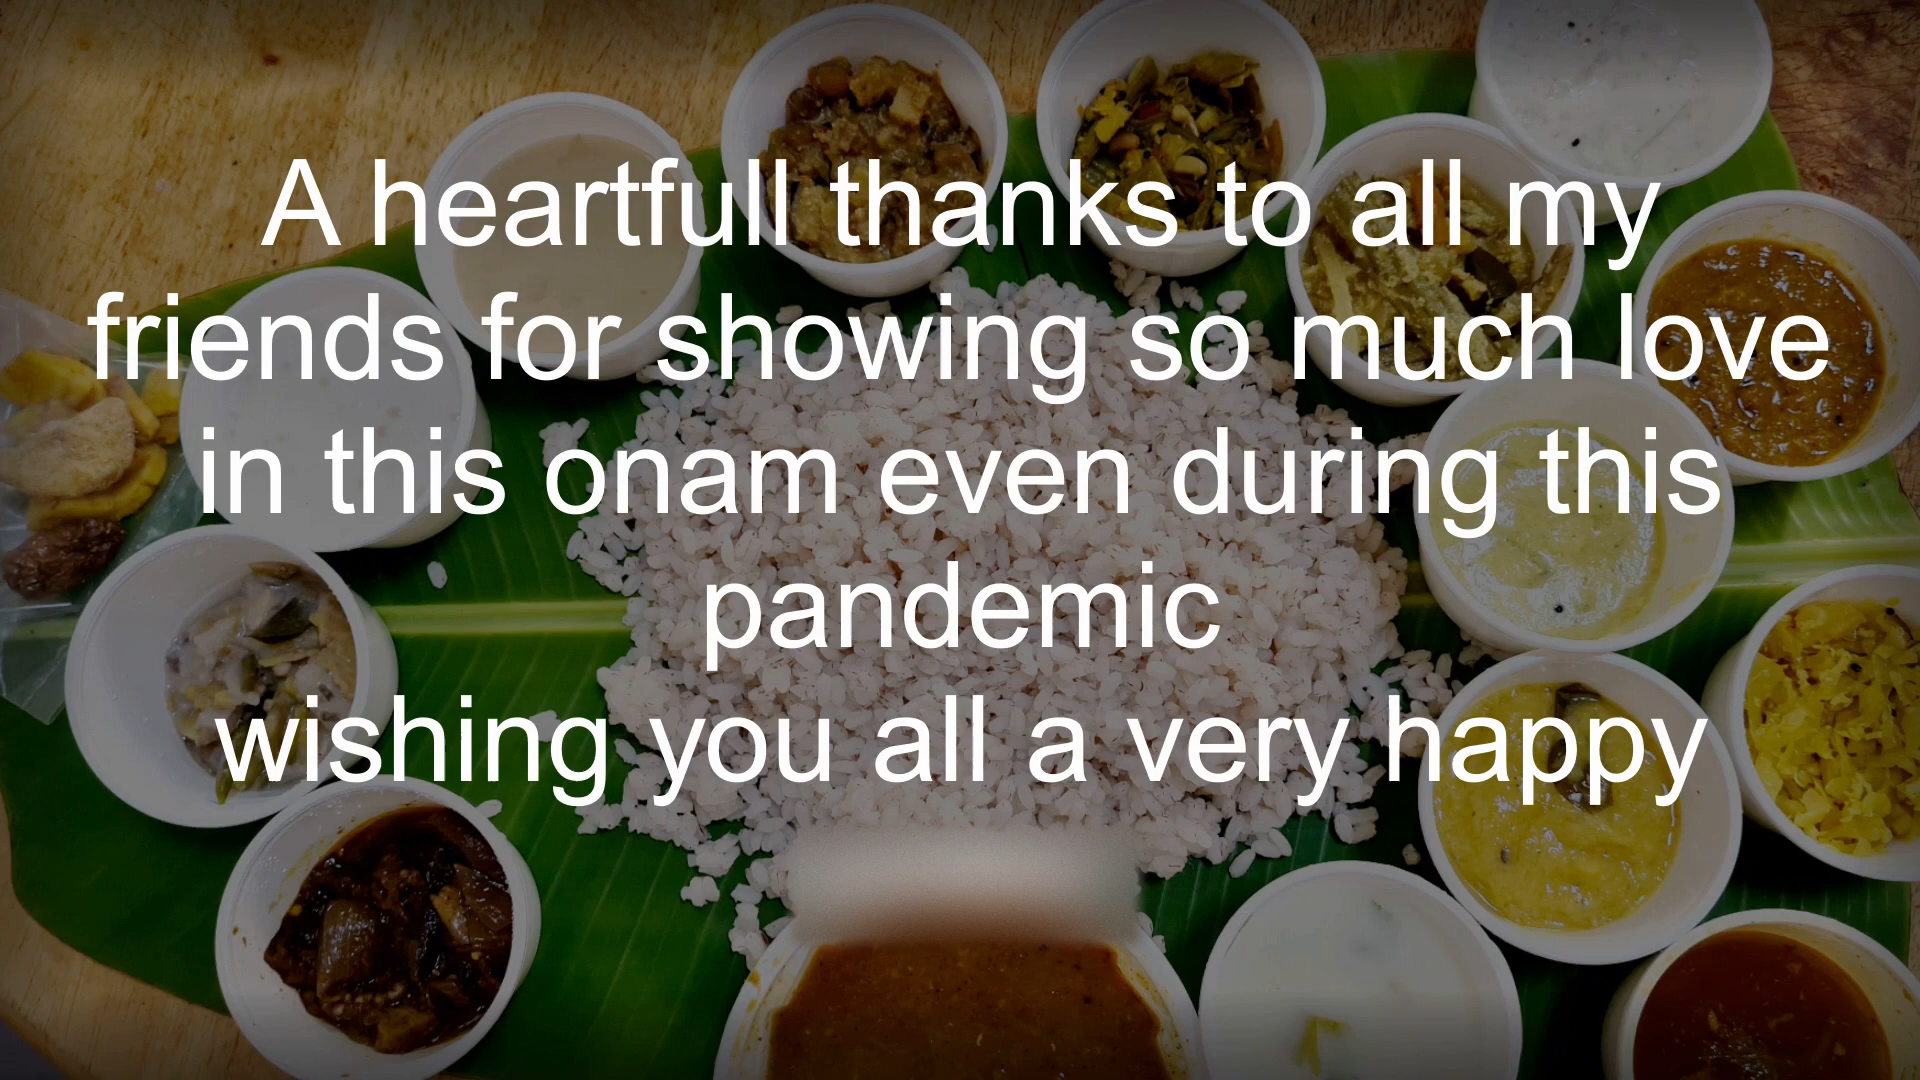 A heartfull thanks to all my
friends for showing so much love
in this onam even during this
pandemic
wishing you all a very happy